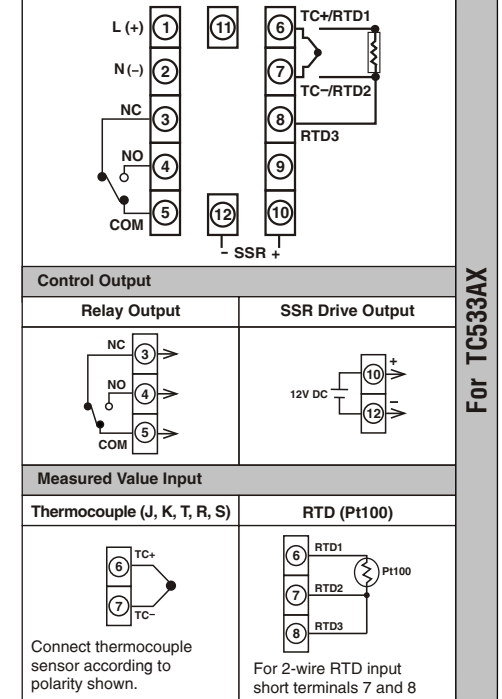 L (+) 1 11 6 TC+/RTD1
N (−) 2 7 TC−/RTD2
NC 3 8 RTD3
NO 4 9
COM 5 12 10
− SSR +
Control Output
Relay Output
SSR Drive Output
NC 3
NO 4
COM 5
12V DC
10 +
12 −
Measured Value Input
Thermocouple (J, K, T, R, S)
RTD (Pt100)
6 TC+
7 TC−
Connect thermocouple
sensor according to
polarity shown.
6 RTD1
Pt100
7 RTD2
8 RTD3
For 2-wire RTD input
short terminals 7 and 8
For TC533AX